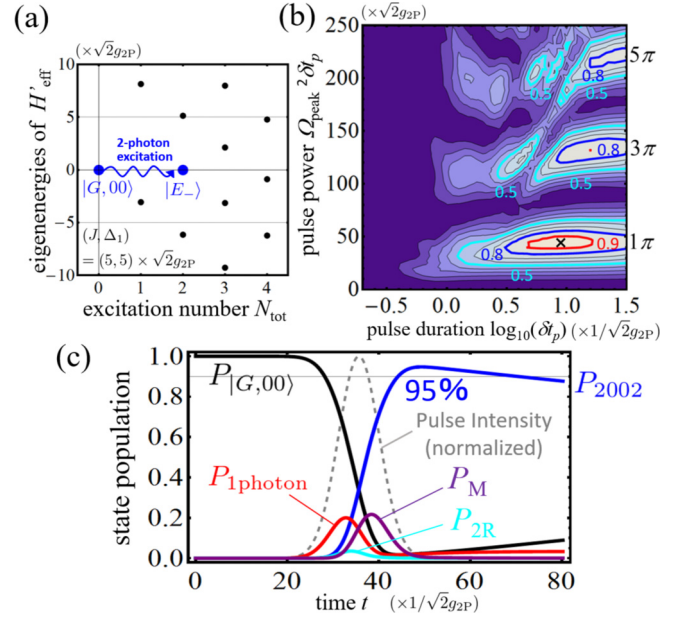 (a)
(×√2g₂P)
eigenenergies of H'eff
10
5
0
−5
−10
2-photon
excitation
|G,00⟩
|E₋⟩
(J, Δ₁)
= (5,5) × √2g₂P
0 1 2 3 4
excitation number Ntot
(b)
(×√2g₂P)
pulse power Ωpeak ² δtp
250
200
150
100
50
0
0.5
0.5
0.8
5π
0.5
0.8
0.5
3π
0.8
0.9
0.5
1π
−0.5 0.0 0.5 1.0 1.5
pulse duration log₁₀(δtp) (×1/√2g₂P)
(c)
state population
1.0
0.8
0.6
0.4
0.2
0.0
P|G,00⟩
95%
P2002
Pulse Intensity
(normalized)
P1photon
PM
P2R
0 20 40 60 80
time t (×1/√2g₂P)